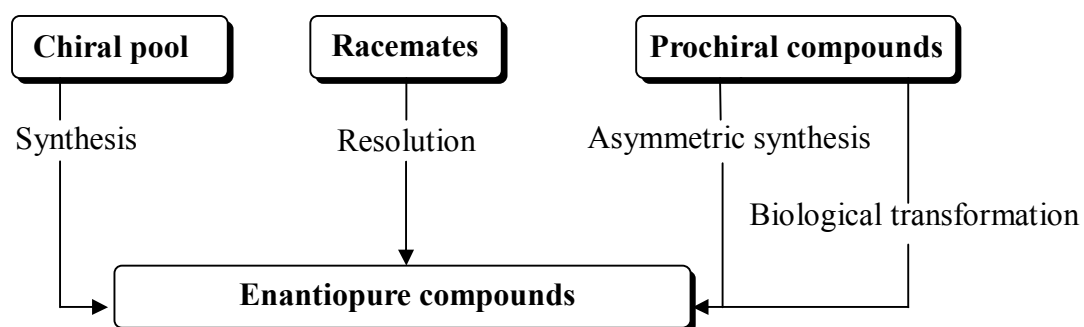 Chiral pool
Racemates
Prochiral compounds
Synthesis
Resolution
Asymmetric synthesis
Biological transformation
Enantiopure compounds